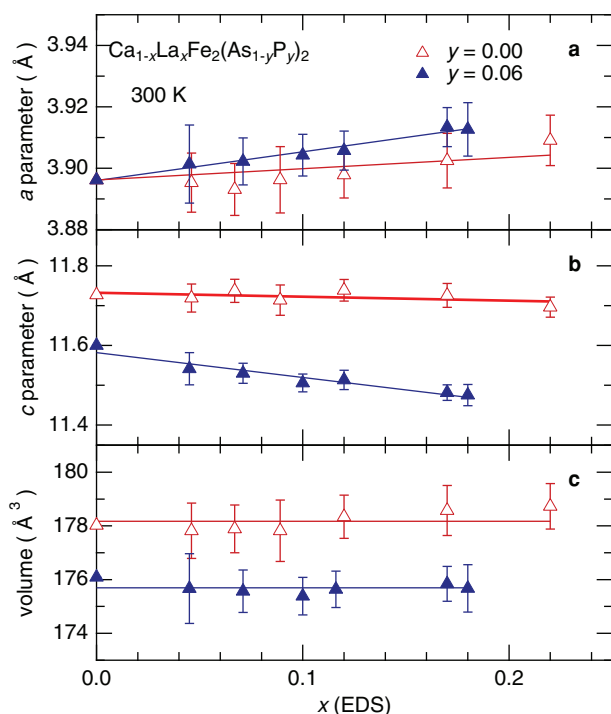 Ca1-xLaxFe2(As1-yPy)2
300 K
y = 0.00
y = 0.06
a
3.94
3.92
3.90
3.88
a parameter ( Å )
b
11.8
11.6
11.4
c parameter ( Å )
c
180
178
176
174
volume ( Å 3 )
0.0
0.1
0.2
x (EDS)